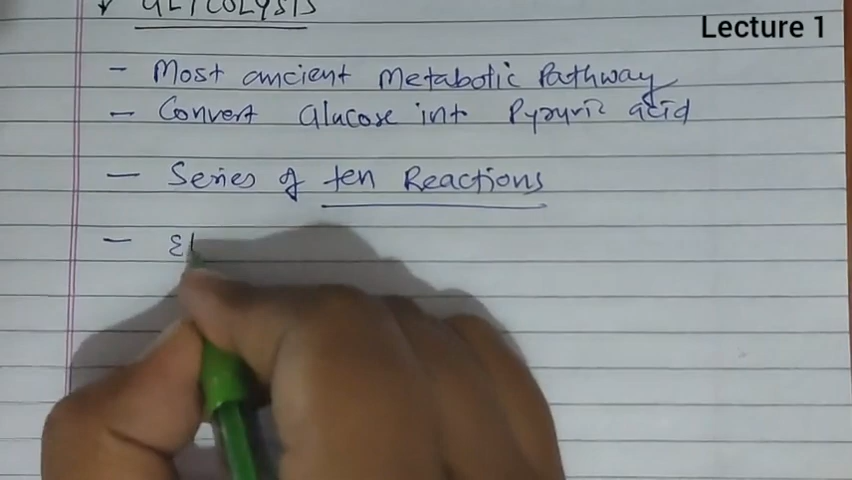 GLYCOLYSIS
Lecture 1
- Most ancient Metabolic Pathway
- Convert Glucose int Pyruvic acid
- Series of ten Reactions
-